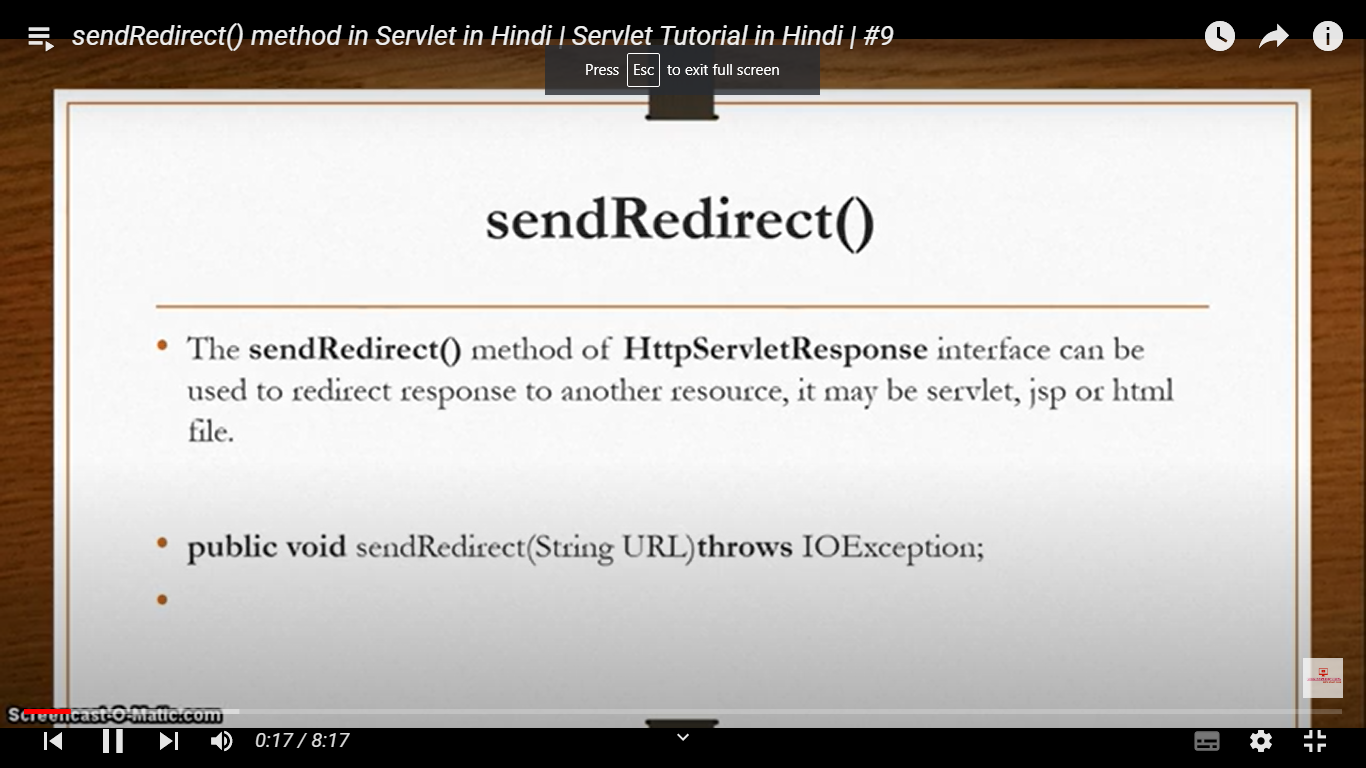 sendRedirect() method in Servlet in Hindi | Servlet Tutorial in Hindi | #9
Press Esc to exit full screen
sendRedirect()
• The sendRedirect() method of HttpServletResponse interface can be
used to redirect response to another resource, it may be servlet, jsp or html
file.
• public void sendRedirect(String URL)throws IOException;
•
Screencast-O-Matic.com
0:17 / 8:17